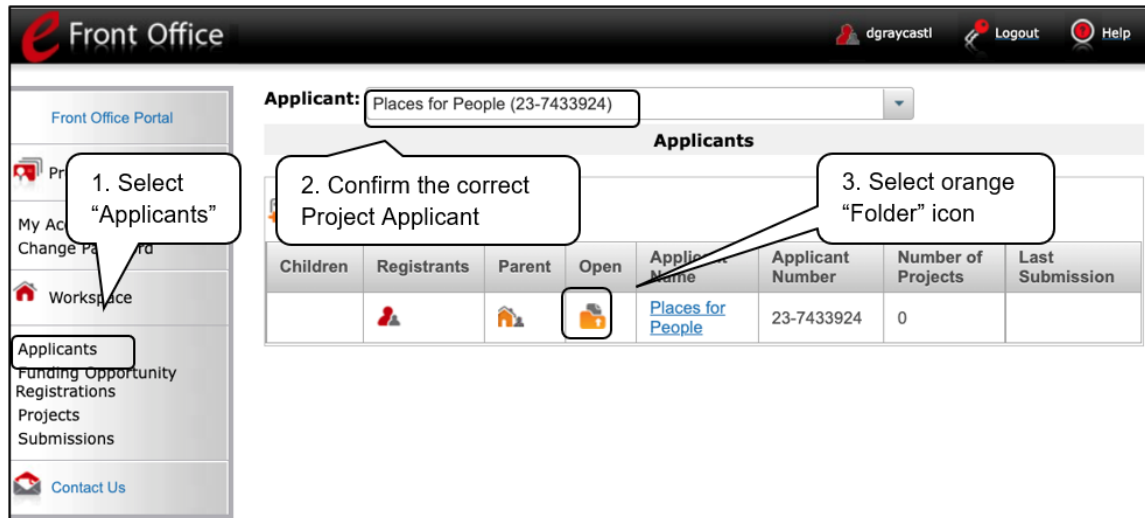 e Front Office
dgraycastl
Logout
Help
Front Office Portal
Applicant:
Places for People (23-7433924)
Applicants
Pr
1. Select
“Applicants”
2. Confirm the correct
Project Applicant
3. Select orange
“Folder” icon
My Ac
Change Pa rd
Workspace
Applicants
Funding Opportunity
Registrations
Projects
Submissions
Contact Us
Children
Registrants
Parent
Open
Applicant
Name
Applicant
Number
Number of
Projects
Last
Submission
Places for
People
23-7433924
0